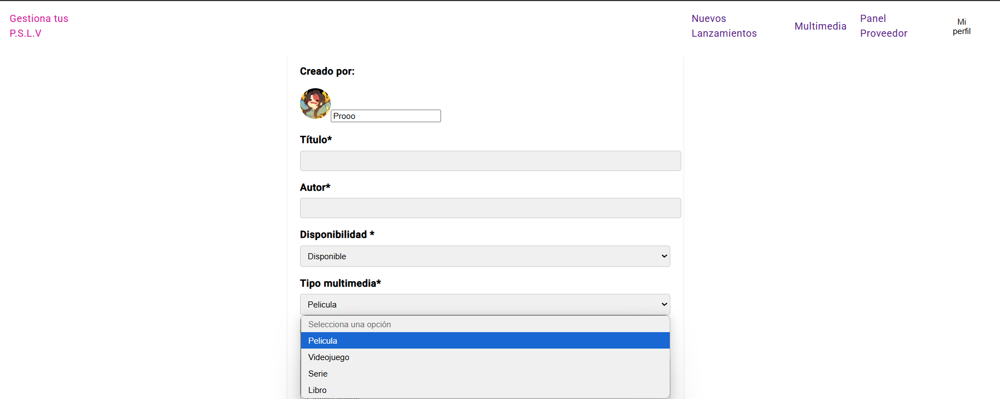 Gestiona tus
P.S.L.V
Nuevos
Lanzamientos
Multimedia
Panel
Proveedor
Mi
perfil
Creado por:
Prooo
Título*
Autor*
Disponibilidad *
Disponible
Tipo multimedia*
Pelicula
Selecciona una opción
Pelicula
Videojuego
Serie
Libro